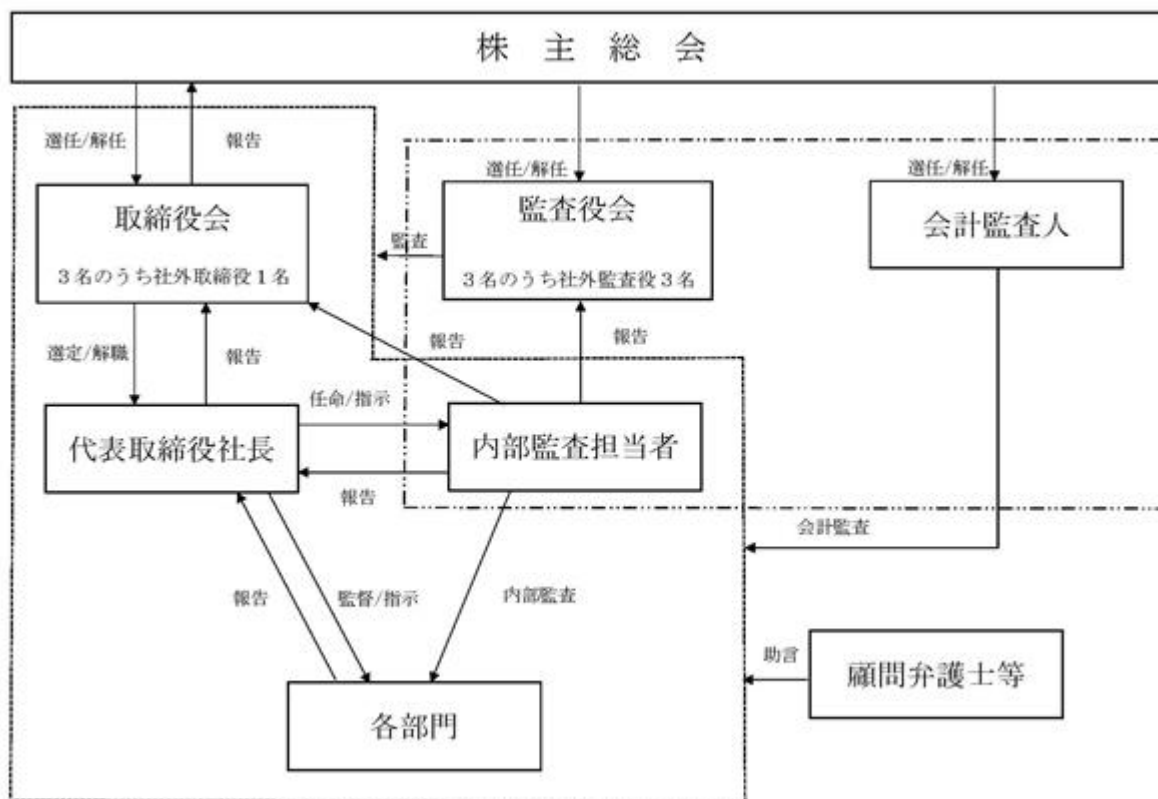 株主総会
選任/解任
報告
選任/解任
選任/解任
取締役会
3名のうち社外取締役1名
監査
監査役会
3名のうち社外監査役3名
会計監査人
選定/解職
報告
報告
報告
代表取締役社長
任命/指示
報告
内部監査担当者
会計監査
報告
監督/指示
内部監査
助言
顧問弁護士等
各部門